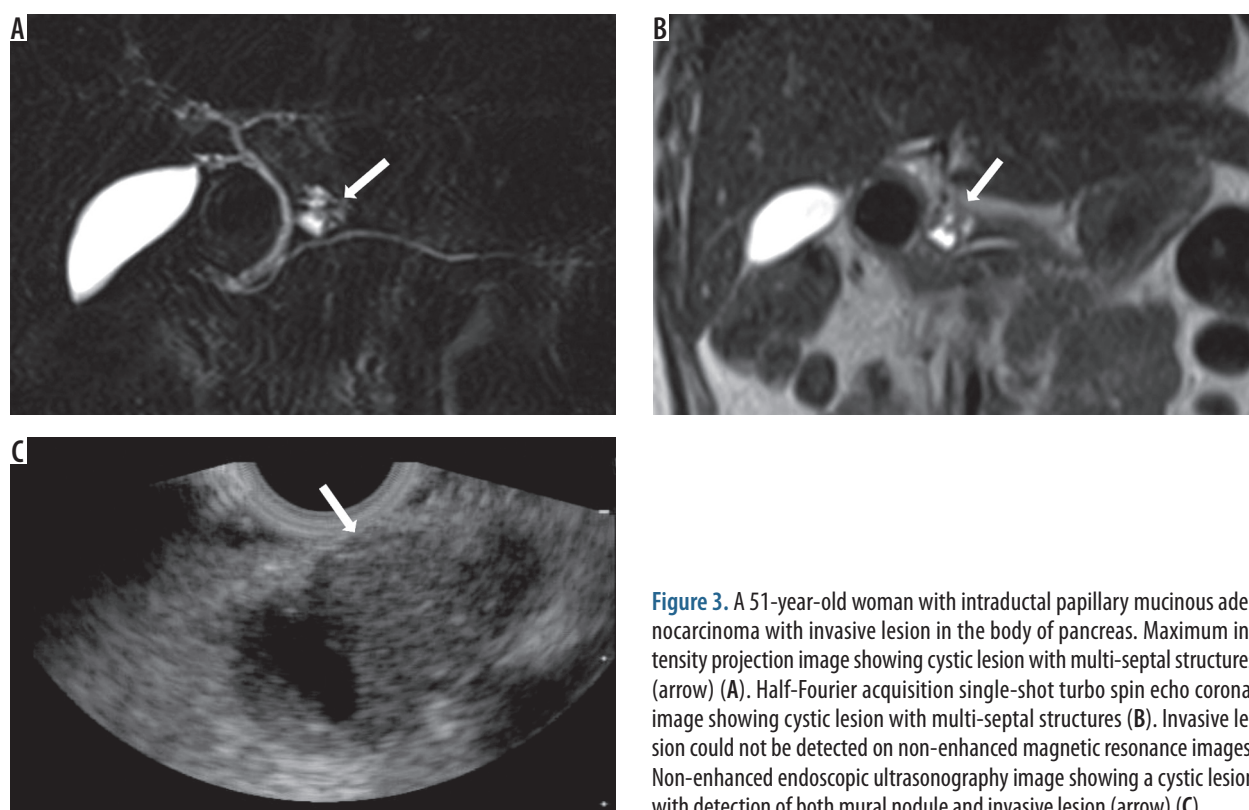 A
B
C
Figure 3. A 51-year-old woman with intraductal papillary mucinous ade
nocarcinoma with invasive lesion in the body of pancreas. Maximum in
tensity projection image showing cystic lesion with multi-septal structure
(arrow) (A). Half-Fourier acquisition single-shot turbo spin echo corona
image showing cystic lesion with multi-septal structures (B). Invasive le
sion could not be detected on non-enhanced magnetic resonance images
Non-enhanced endoscopic ultrasonography image showing a cystic lesion
with detection of both mural nodule and invasive lesion (arrow) (C)